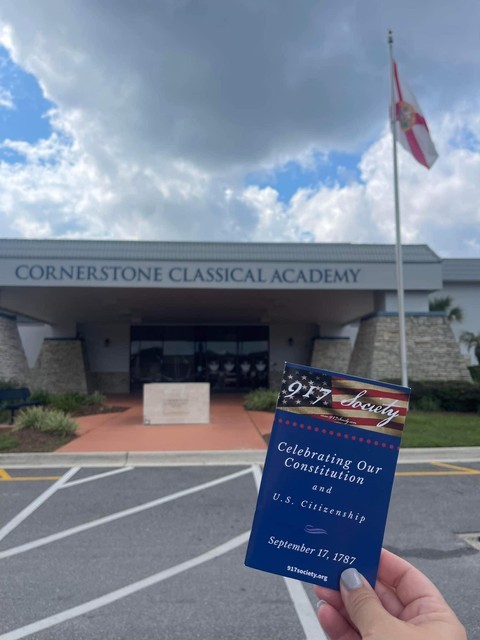 CORNERSTONE CLASSICAL ACADEMY
917 Society
Celebrating Our
Constitution
and
U.S. Citizenship
September 17, 1787
917society.org